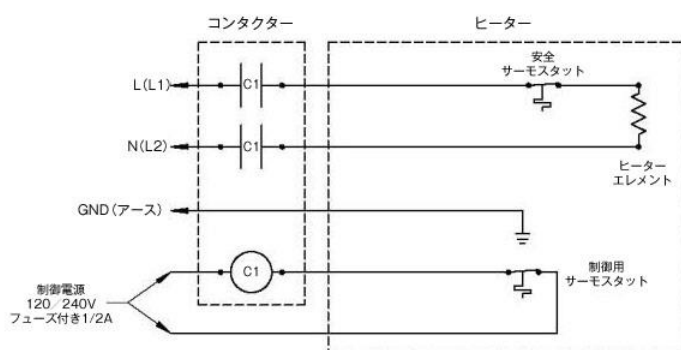 コンタクター
ヒーター
L(L1)
C1
安全
サーモスタット
N(L2)
C1
ヒーター
エレメント
GND(アース)
C1
制御用
サーモスタット
制御電源
120/240V
フューズ付き1/2A